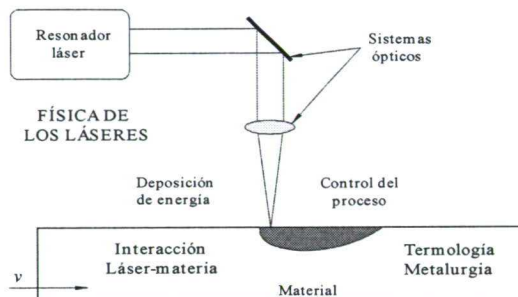 Resonador
láser
Sistemas
ópticos
FÍSICA DE
LOS LÁSERES
Deposición
de energía
Control del
proceso
Interacción
Láser-matería
Termología
Metalurgia
v
Material